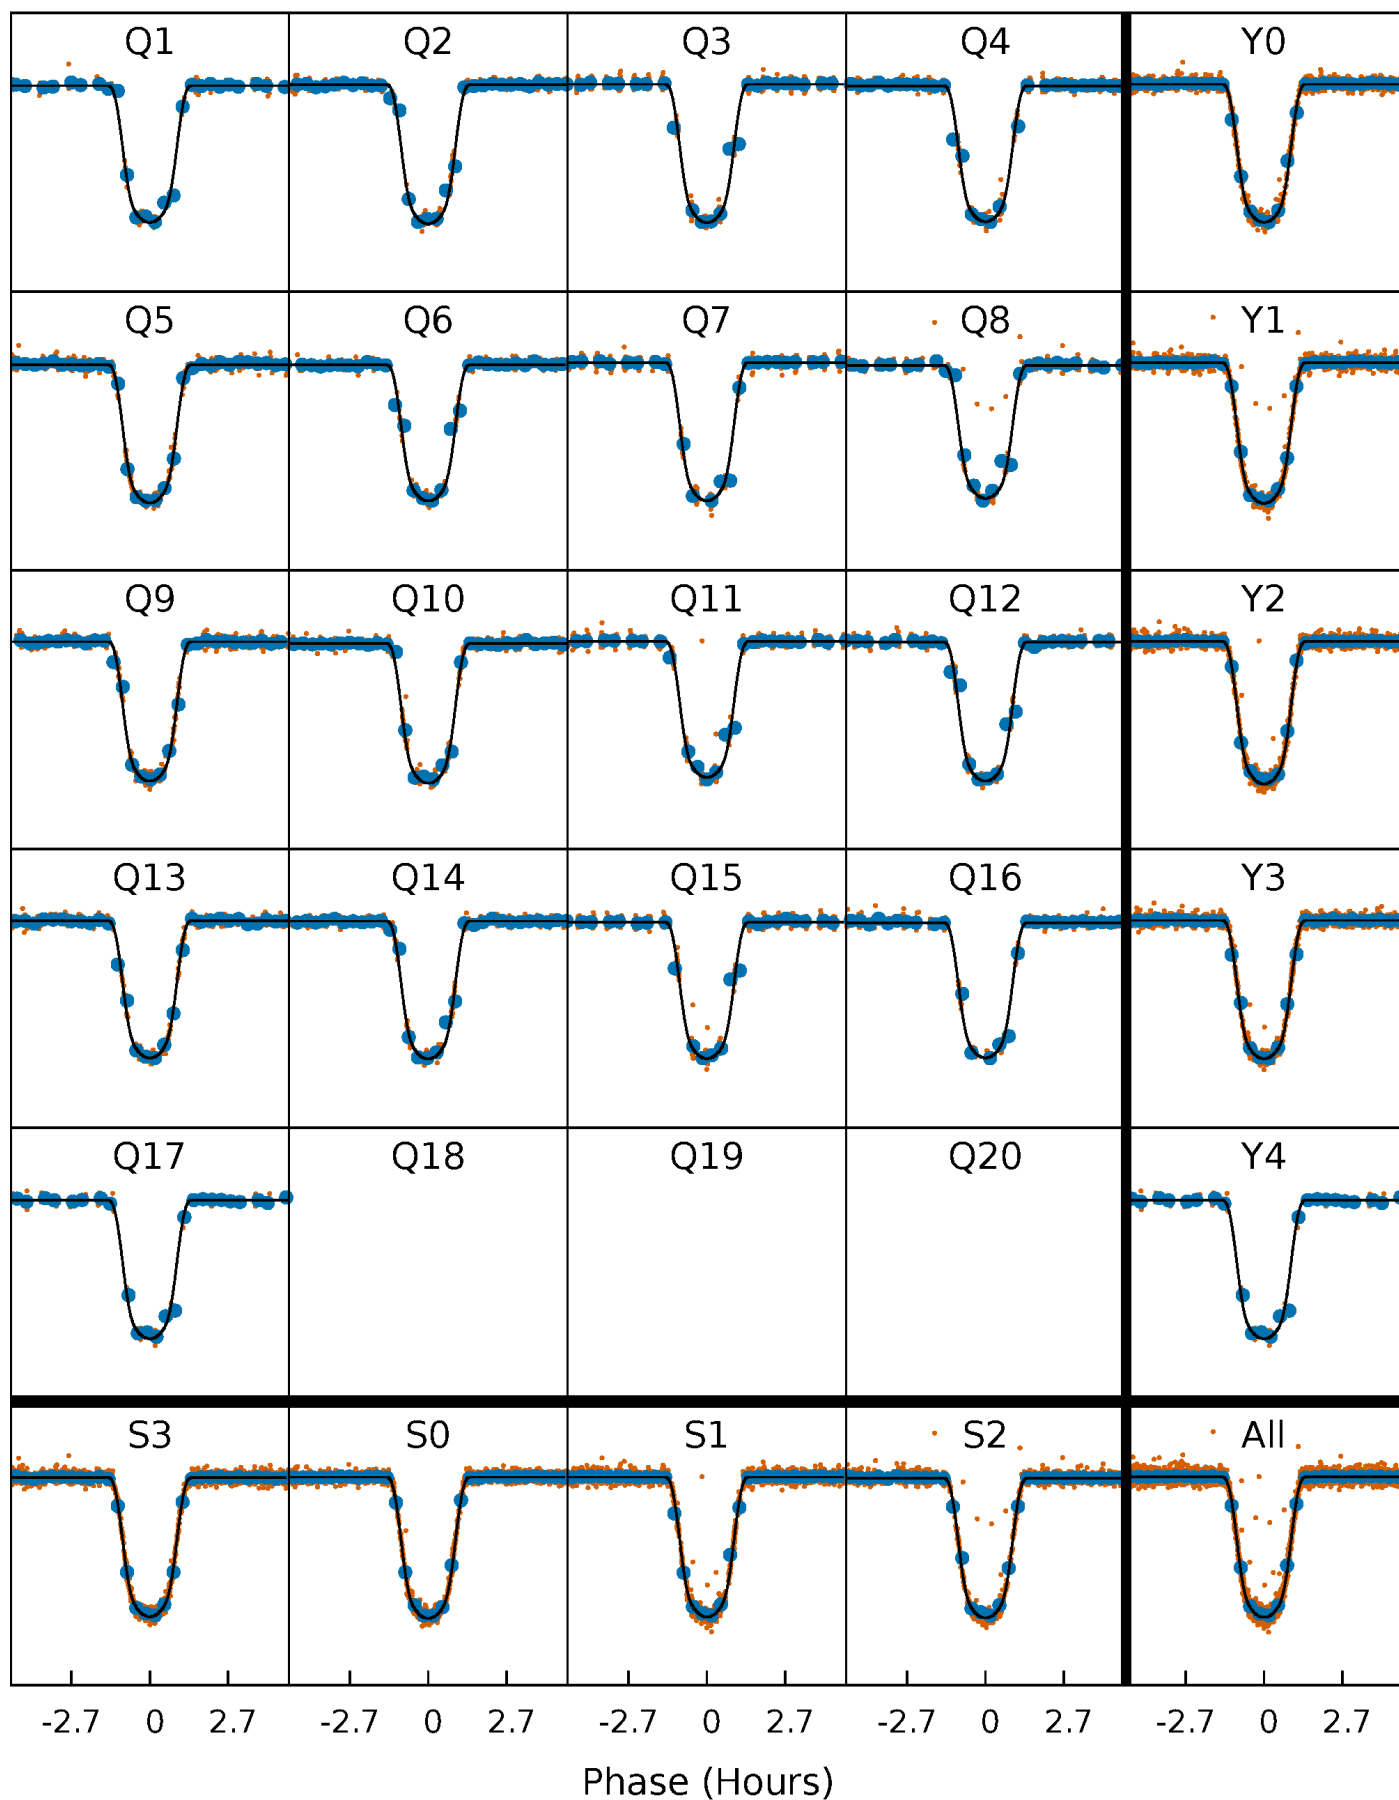 Q1 Q2 Q3 Q4 Y0
Q5 Q6 Q7 Q8 Y1
Q9 Q10 Q11 Q12 Y2
Q13 Q14 Q15 Q16 Y3
Q17 Q18 Q19 Q20 Y4
S3 S0 S1 S2 All
-2.7 0 2.7 -2.7 0 2.7 -2.7 0 2.7 -2.7 0 2.7 -2.7 0 2.7
Phase (Hours)